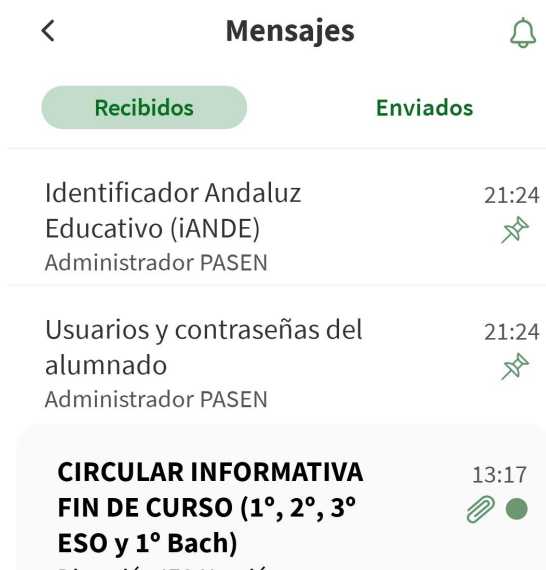 Mensajes
Recibidos
Enviados
Identificador Andaluz
21:24
Educativo (iANDE)
Administrador PASEN
Usuarios y contraseñas del
21:24
alumnado
Administrador PASEN
CIRCULAR INFORMATIVA
13:17
FIN DE CURSO (1º, 2º, 3º
ESO y 1º Bach)